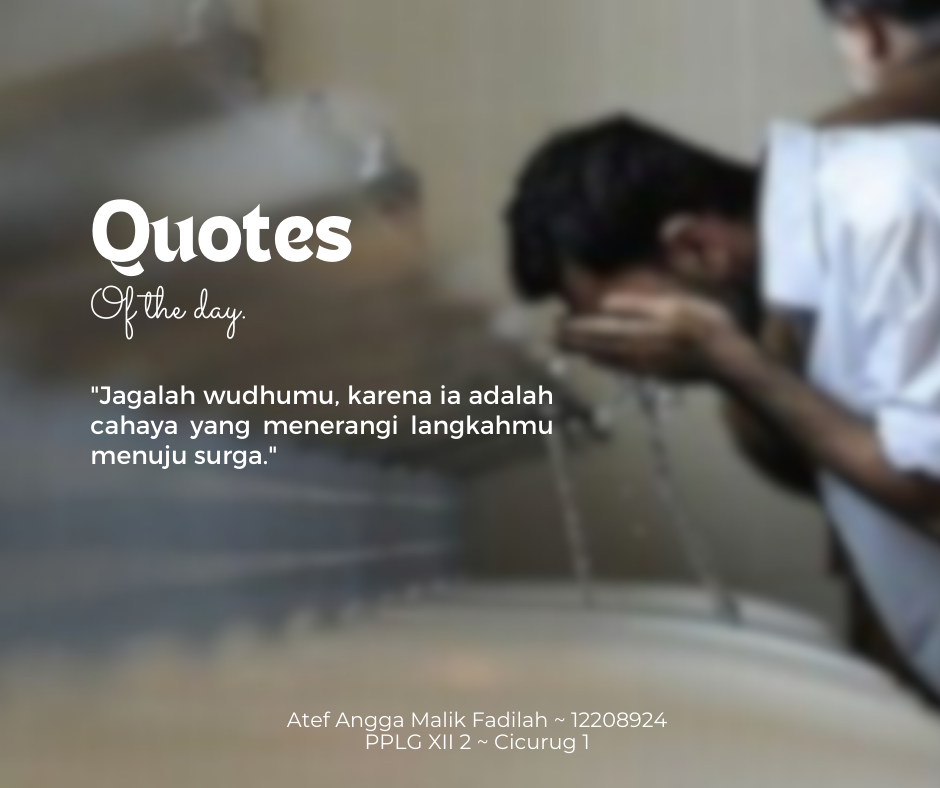 Quotes
Of the day.
"Jagalah wudhumu, karena ia adalah
cahaya yang menerangi langkahmu
menuju surga."
Atef Angga Malik Fadilah ~ 12208924
PPLG XII 2 ~ Cicurug 1